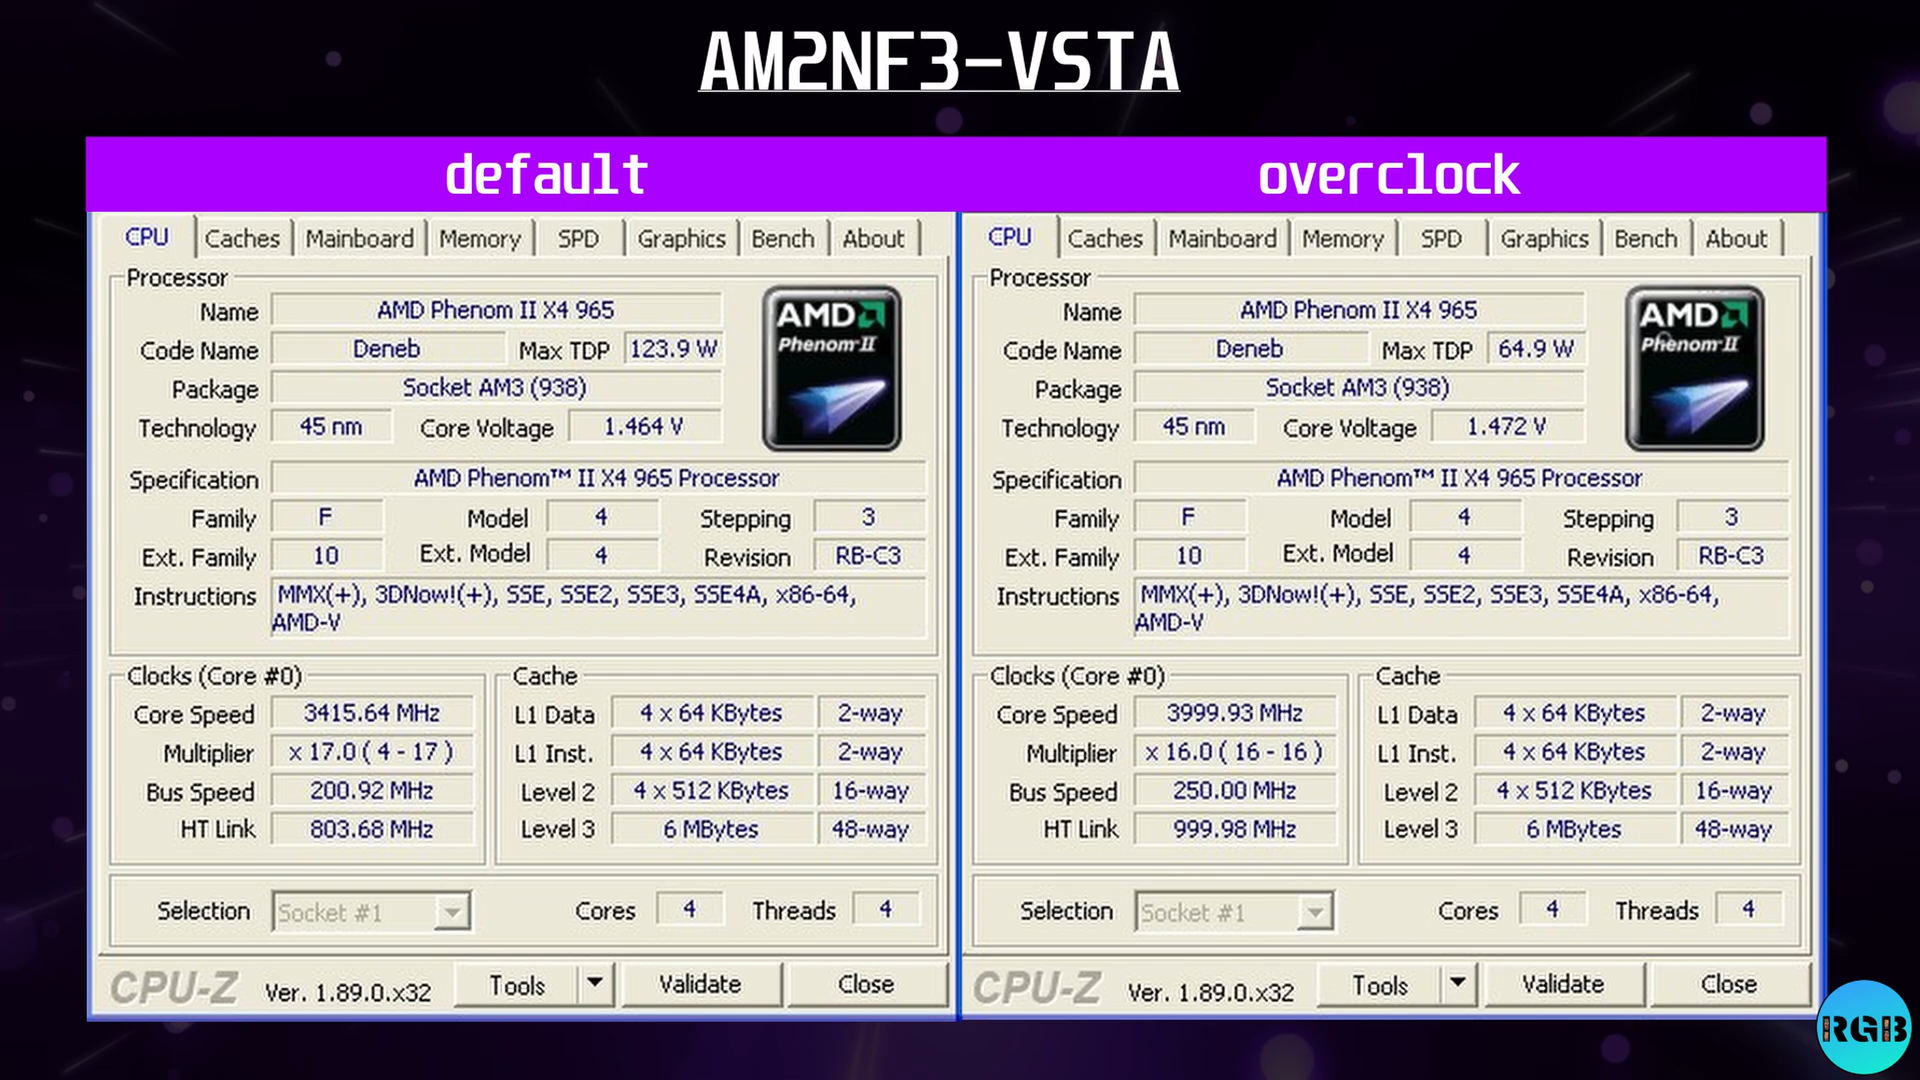 AM2NF3-VSTA
default
CPU Caches Mainboard Memory SPD Graphics Bench About
Processor
Name AMD Phenom II X4 965
Code Name Deneb Max TDP 123.9 W
Package Socket AM3 (938)
Technology 45 nm Core Voltage 1.464 V
AMD Phenom II
Specification AMD Phenom™ II X4 965 Processor
Family F Model 4 Stepping 3
Ext. Family 10 Ext. Model 4 Revision RB-C3
Instructions MMX(+), 3DNow!(+), SSE, SSE2, SSE3, SSE4A, x86-64,
AMD-V
Clocks (Core #0)
Core Speed 3415.64 MHz
Multiplier x 17.0 ( 4 - 17 )
Bus Speed 200.92 MHz
HT Link 803.68 MHz
Cache
L1 Data 4 x 64 KBytes 2-way
L1 Inst. 4 x 64 KBytes 2-way
Level 2 4 x 512 KBytes 16-way
Level 3 6 MBytes 48-way
Selection Socket #1 Cores 4 Threads 4
CPU-Z Ver. 1.89.0.x32 Tools Validate Close
overclock
CPU Caches Mainboard Memory SPD Graphics Bench About
Processor
Name AMD Phenom II X4 965
Code Name Deneb Max TDP 64.9 W
Package Socket AM3 (938)
Technology 45 nm Core Voltage 1.472 V
AMD Phenom II
Specification AMD Phenom™ II X4 965 Processor
Family F Model 4 Stepping 3
Ext. Family 10 Ext. Model 4 Revision RB-C3
Instructions MMX(+), 3DNow!(+), SSE, SSE2, SSE3, SSE4A, x86-64,
AMD-V
Clocks (Core #0)
Core Speed 3999.93 MHz
Multiplier x 16.0 ( 16 - 16 )
Bus Speed 250.00 MHz
HT Link 999.98 MHz
Cache
L1 Data 4 x 64 KBytes 2-way
L1 Inst. 4 x 64 KBytes 2-way
Level 2 4 x 512 KBytes 16-way
Level 3 6 MBytes 48-way
Selection Socket #1 Cores 4 Threads 4
CPU-Z Ver. 1.89.0.x32 Tools Validate Close
RGB